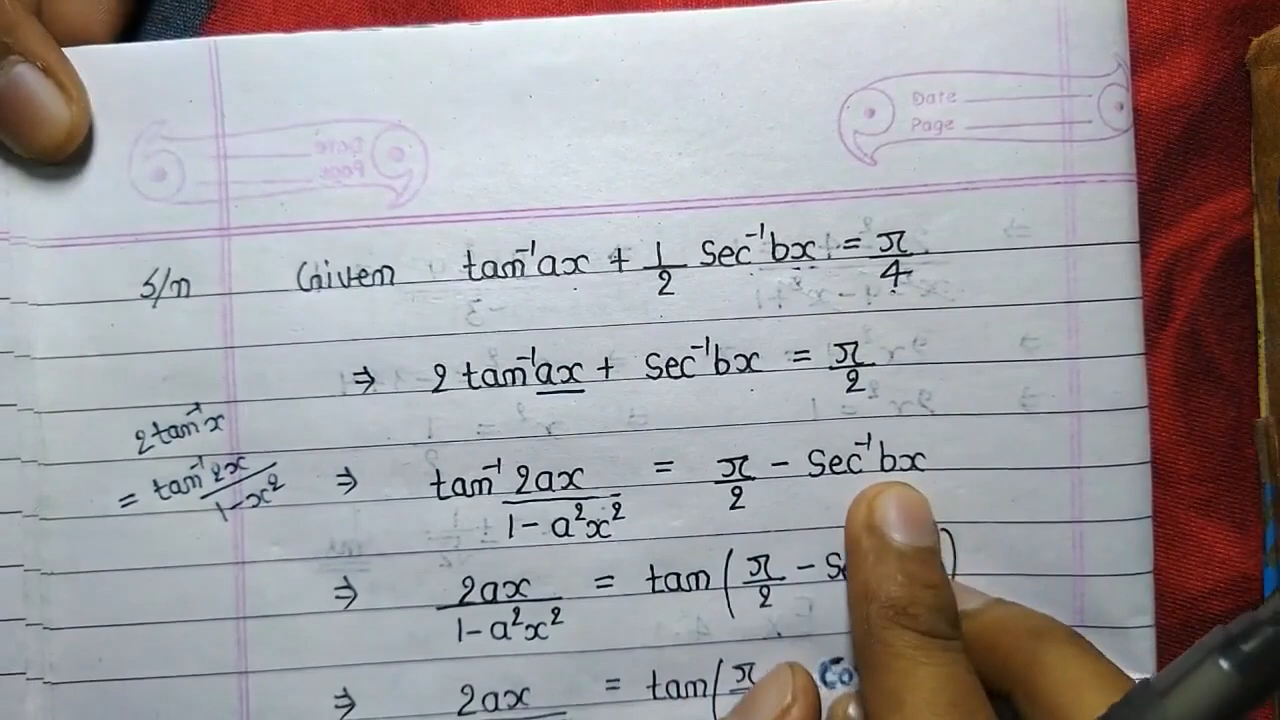 Date
Page
S/n Given tan⁻¹ax + 1/2 sec⁻¹bx = π/4
⇒ 2 tan⁻¹ax + sec⁻¹bx = π/2
2tan⁻¹x
= tan⁻¹ 2x/1-x²
⇒ tan⁻¹ 2ax/1-a²x² = π/2 - sec⁻¹bx
⇒ 2ax/1-a²x² = tan(π/2 -
⇒ 2ax = tan(π